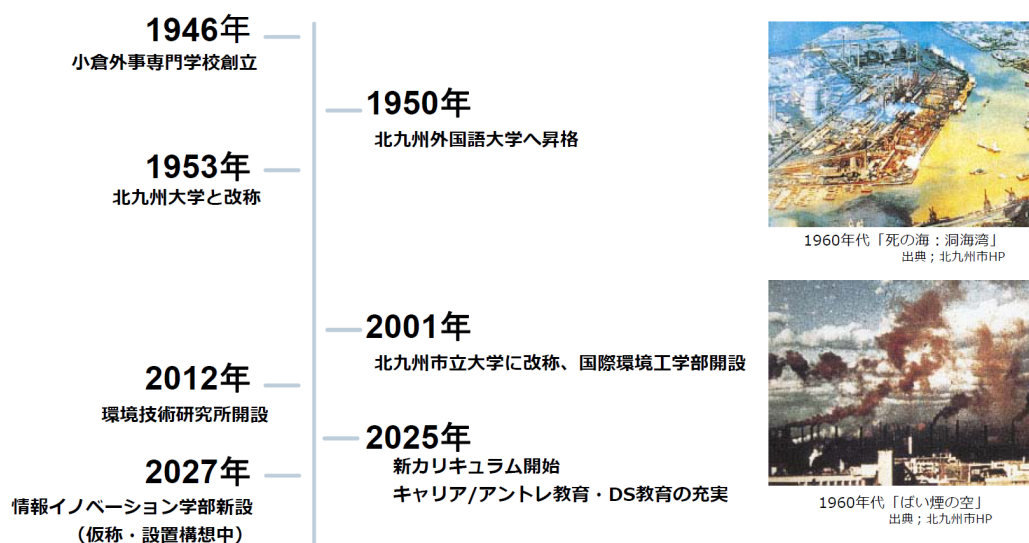 1946年
小倉外事専門学校創立
1950年
北九州外国語大学へ昇格
1953年
北九州大学と改称
2001年
北九州市立大学に改称、国際環境工学部開設
2012年
環境技術研究所開設
2025年
新カリキュラム開始
キャリア/アントレ教育・DS教育の充実
2027年
情報イノベーション学部新設
（仮称・設置構想中）
1960年代「死の海：洞海湾」
出典；北九州市HP
1960年代「ばい煙の空」
出典；北九州市HP